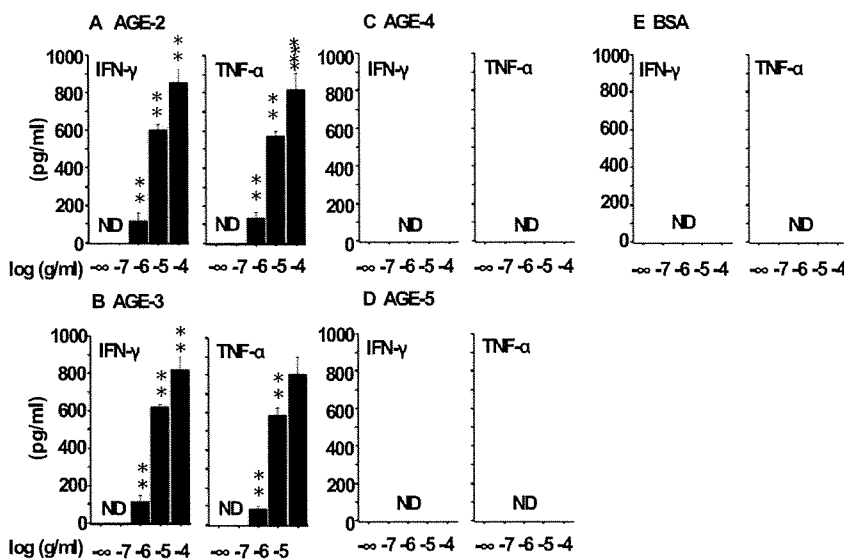 A AGE-2
C AGE-4
E BSA
1000
800
600
400
200
0
(pg/ml)
IFN-γ
**
**
**
ND
TNF-α
**
**
****
ND
1000
800
600
400
200
0
IFN-γ
ND
TNF-α
ND
1000
800
600
400
200
0
IFN-γ
ND
TNF-α
ND
log (g/ml) -∞ -7 -6 -5 -4 -∞ -7 -6 -5 -4 -∞ -7 -6 -5 -4 -∞ -7 -6 -5 -4 -∞ -7 -6 -5 -4 -∞ -7 -6 -5 -4
B AGE-3
D AGE-5
1000
800
600
400
200
0
(pg/ml)
IFN-γ
**
**
**
ND
TNF-α
**
**
ND
1000
800
600
400
200
0
IFN-γ
ND
TNF-α
ND
log (g/ml) -∞ -7 -6 -5 -4 -∞ -7 -6 -5 -∞ -7 -6 -5 -4 -∞ -7 -6 -5 -4